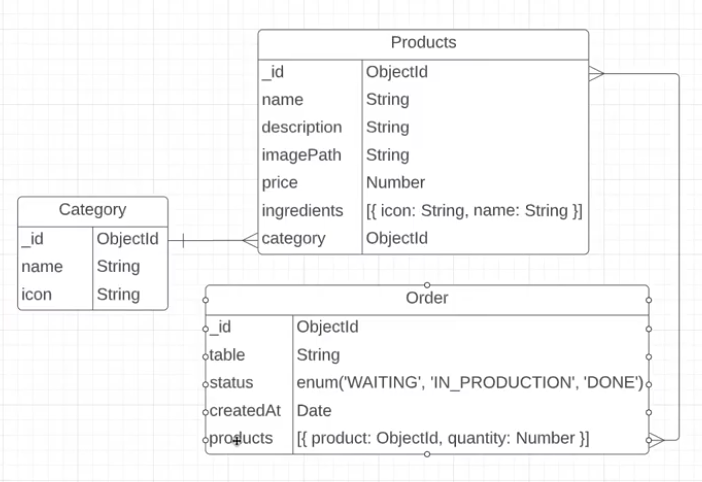 Products
_id ObjectId
name String
description String
imagePath String
price Number
ingredients [{ icon: String, name: String }]
category ObjectId
Category
_id ObjectId
name String
icon String
Order
_id ObjectId
table String
status enum('WAITING', 'IN_PRODUCTION', 'DONE')
createdAt Date
products [{ product: ObjectId, quantity: Number }]